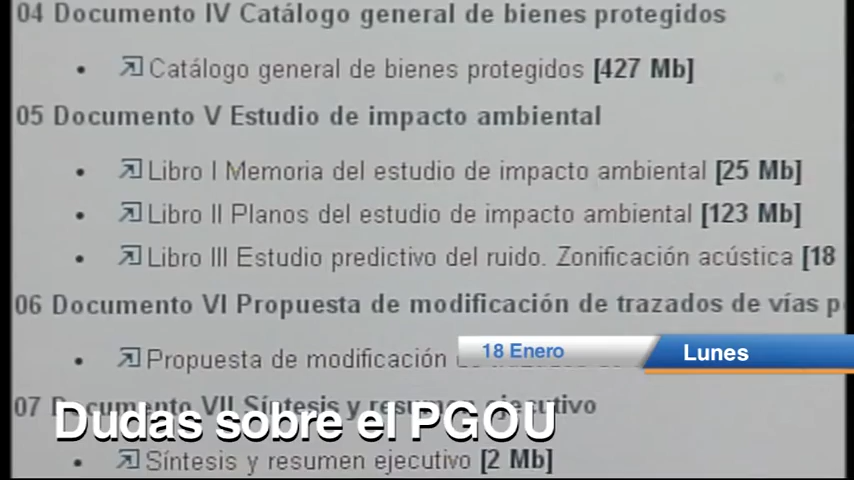 04 Documento IV Catálogo general de bienes protegidos
Catálogo general de bienes protegidos [427 Mb]
05 Documento V Estudio de impacto ambiental
Libro I Memoria del estudio de impacto ambiental [25 Mb]
Libro II Planos del estudio de impacto ambiental [123 Mb]
Libro III Estudio predictivo del ruido. Zonificación acústica [18
06 Documento VI Propuesta de modificación de trazados de vías
18 Enero
Lunes
Propuesta de modificación
07 Documento VII Síntesis y resumen ejecutivo
Dudas sobre el PGOU
Síntesis y resumen ejecutivo [2 Mb]